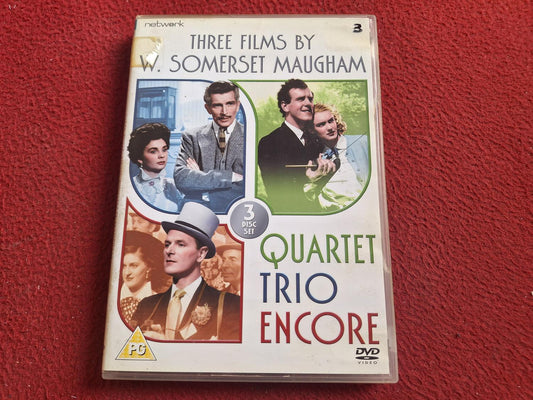 network
3
THREE FILMS BY
W. SOMERSET MAUGHAM
3
DISC
SET
QUARTET
TRIO
ENCORE
PG
DVD
VIDEO